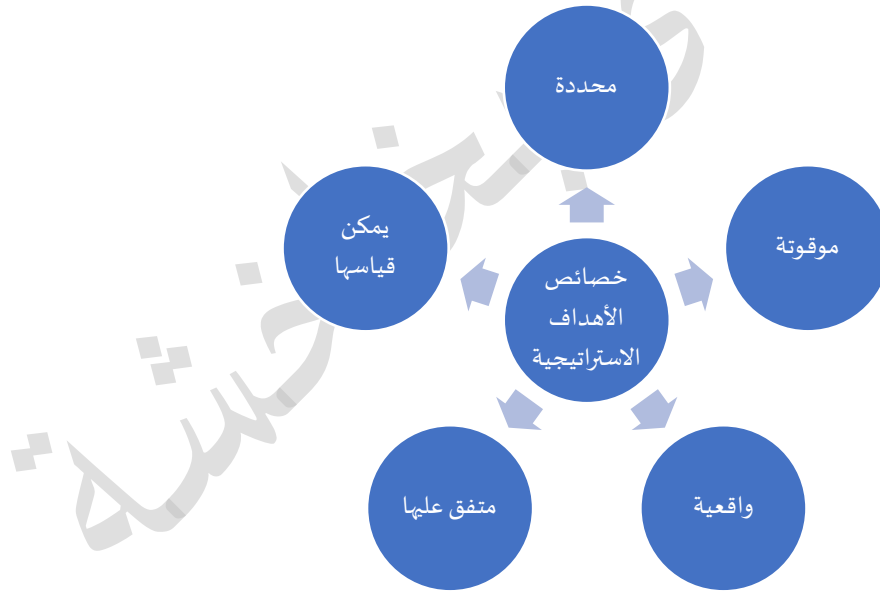 محددة
موقوتة
يمكن
قياسها
خصائص
الأهداف
الاستراتيجية
واقعية
متفق عليها